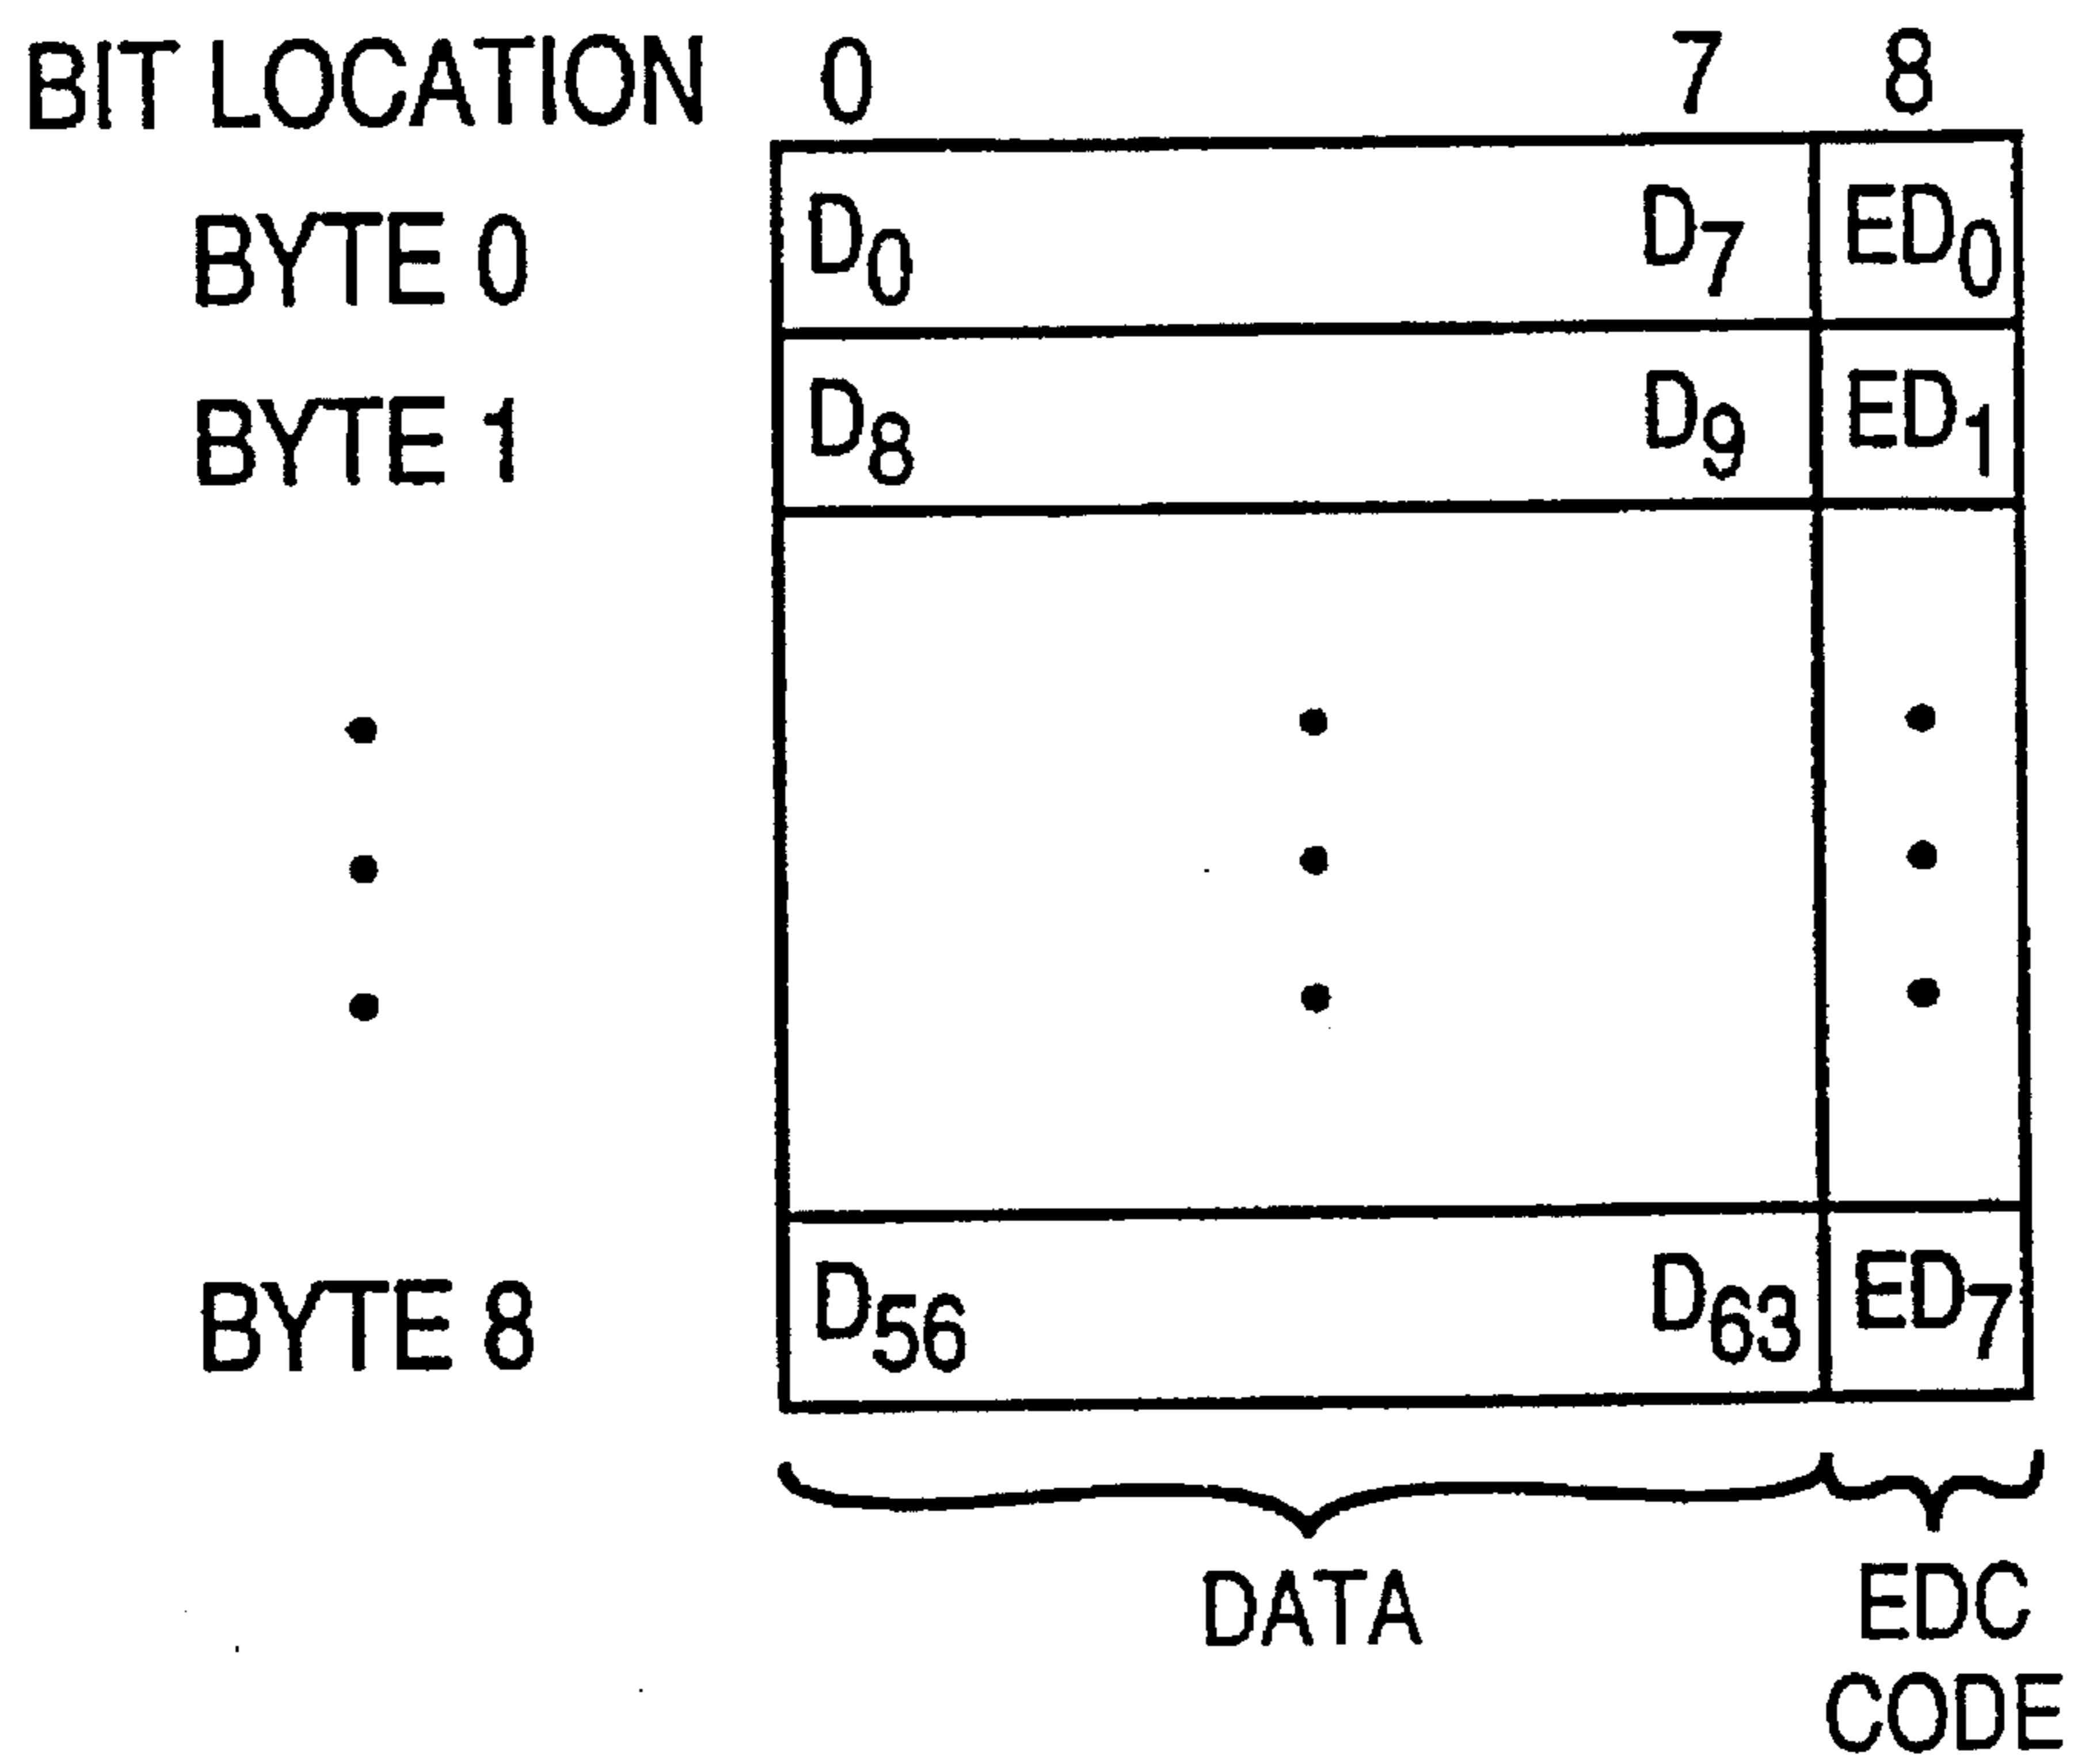 BIT LOCATION 0 7 8
BYTE 0 D0 D7 ED0
BYTE 1 D8 D9 ED1
BYTE 8 D56 D63 ED7
DATA EDC
CODE